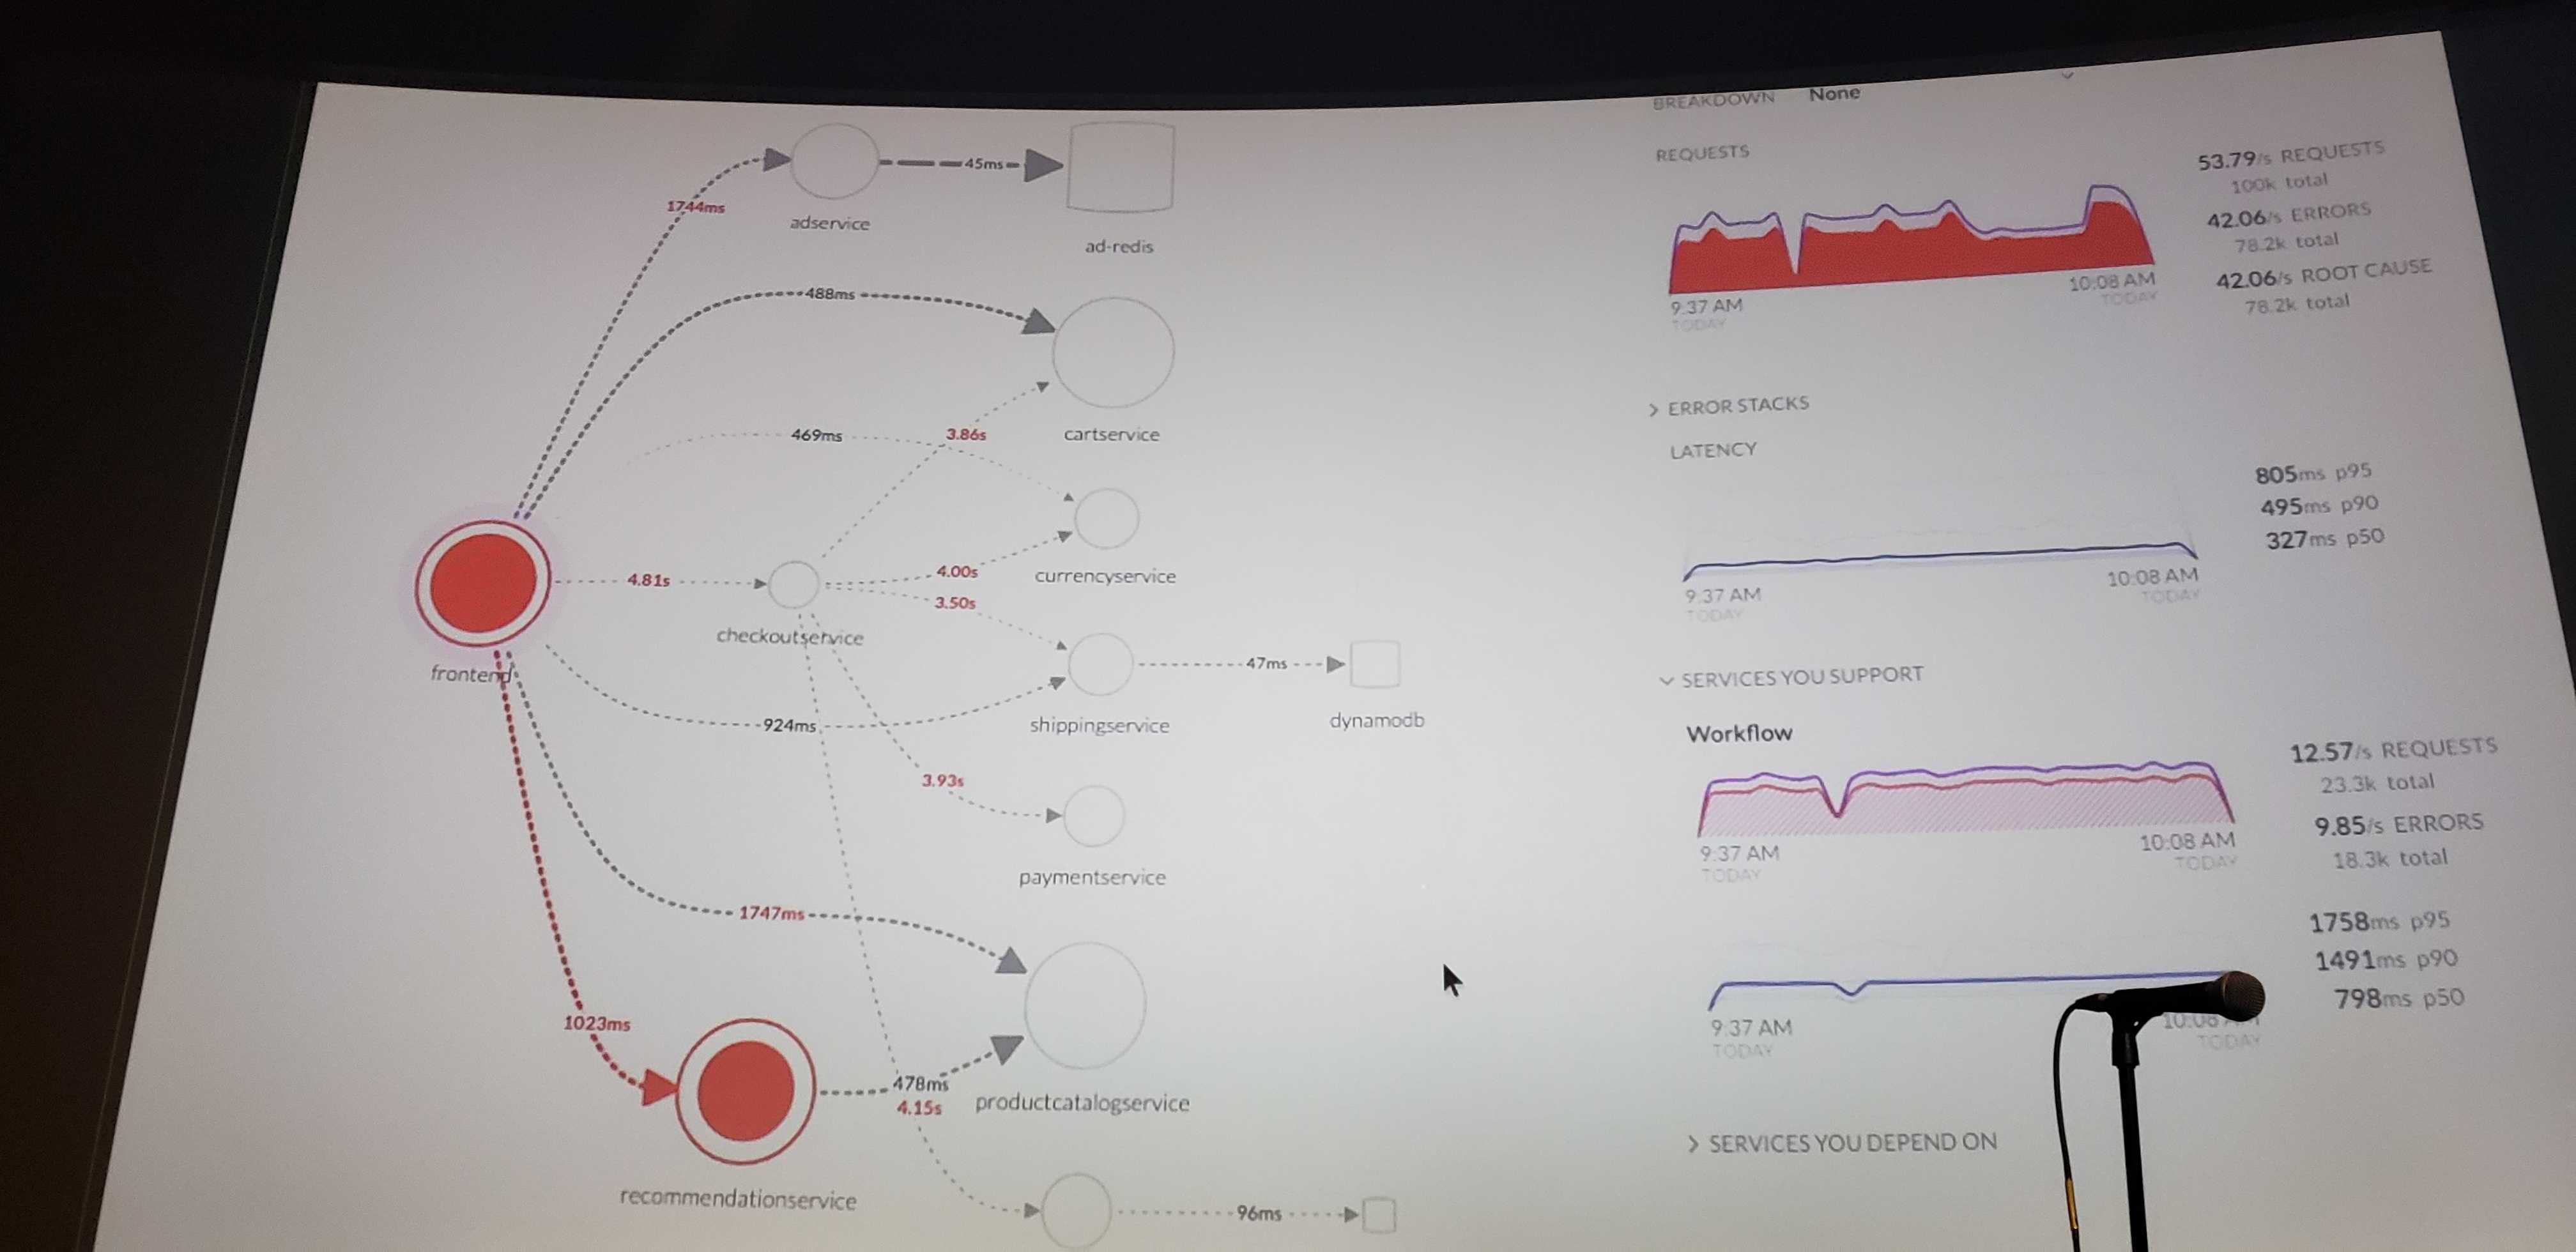 1744ms
45ms
adservice
ad-redis
488ms
cartservice
469ms
3.86s
4.81s
4.00s
currencyservice
3.50s
checkoutservice
frontend
47ms
924ms
shippingservice
dynamodb
3.93s
paymentservice
1747ms
1023ms
478ms
4.15s
productcatalogservice
recommendationservice
96ms
BREAKDOWN None
REQUESTS
53.79/s REQUESTS
100k total
42.06/s ERRORS
78.2k total
42.06/s ROOT CAUSE
78.2k total
9:37 AM
TODAY
10:08 AM
TODAY
> ERROR STACKS
LATENCY
805ms p95
495ms p90
327ms p50
9:37 AM
TODAY
10:08 AM
TODAY
SERVICES YOU SUPPORT
Workflow
12.57/s REQUESTS
23.3k total
9.85/s ERRORS
18.3k total
9:37 AM
TODAY
10:08 AM
TODAY
1758ms p95
1491ms p90
798ms p50
9:37 AM
TODAY
TODAY
> SERVICES YOU DEPEND ON